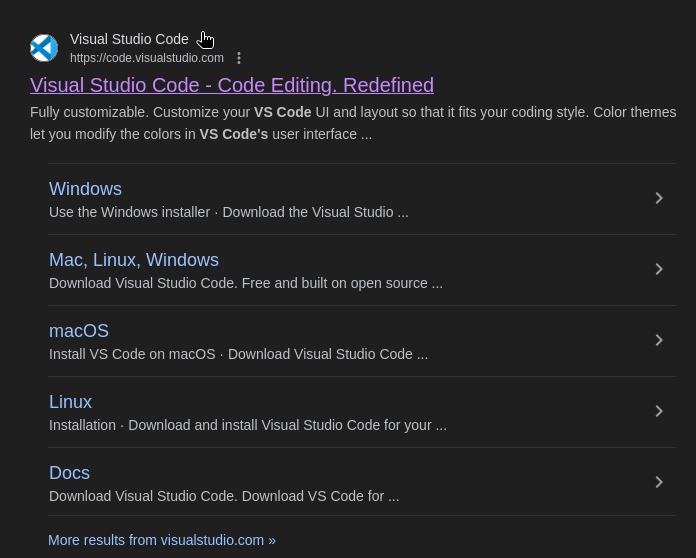 Visual Studio Code
https://code.visualstudio.com
Visual Studio Code - Code Editing. Redefined
Fully customizable. Customize your VS Code UI and layout so that it fits your coding style. Color themes
let you modify the colors in VS Code's user interface ...
Windows
Use the Windows installer · Download the Visual Studio ...
Mac, Linux, Windows
Download Visual Studio Code. Free and built on open source ...
macOS
Install VS Code on macOS · Download Visual Studio Code ...
Linux
Installation · Download and install Visual Studio Code for your ...
Docs
Download Visual Studio Code. Download VS Code for ...
More results from visualstudio.com »